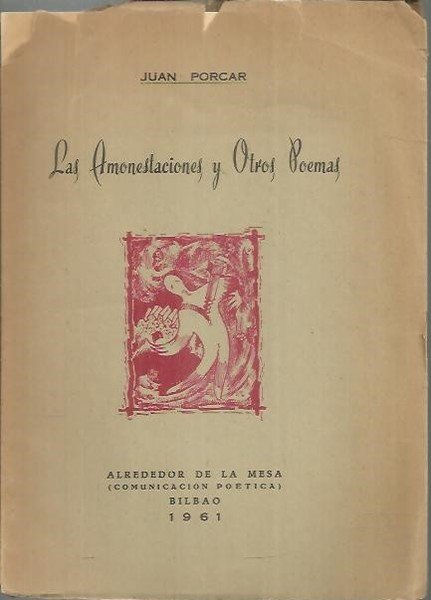 JUAN PORCAR
Las Amonestaciones y Otros Poemas
ALREDEDOR DE LA MESA
(COMUNICACION POETICA)
BILBAO
1961